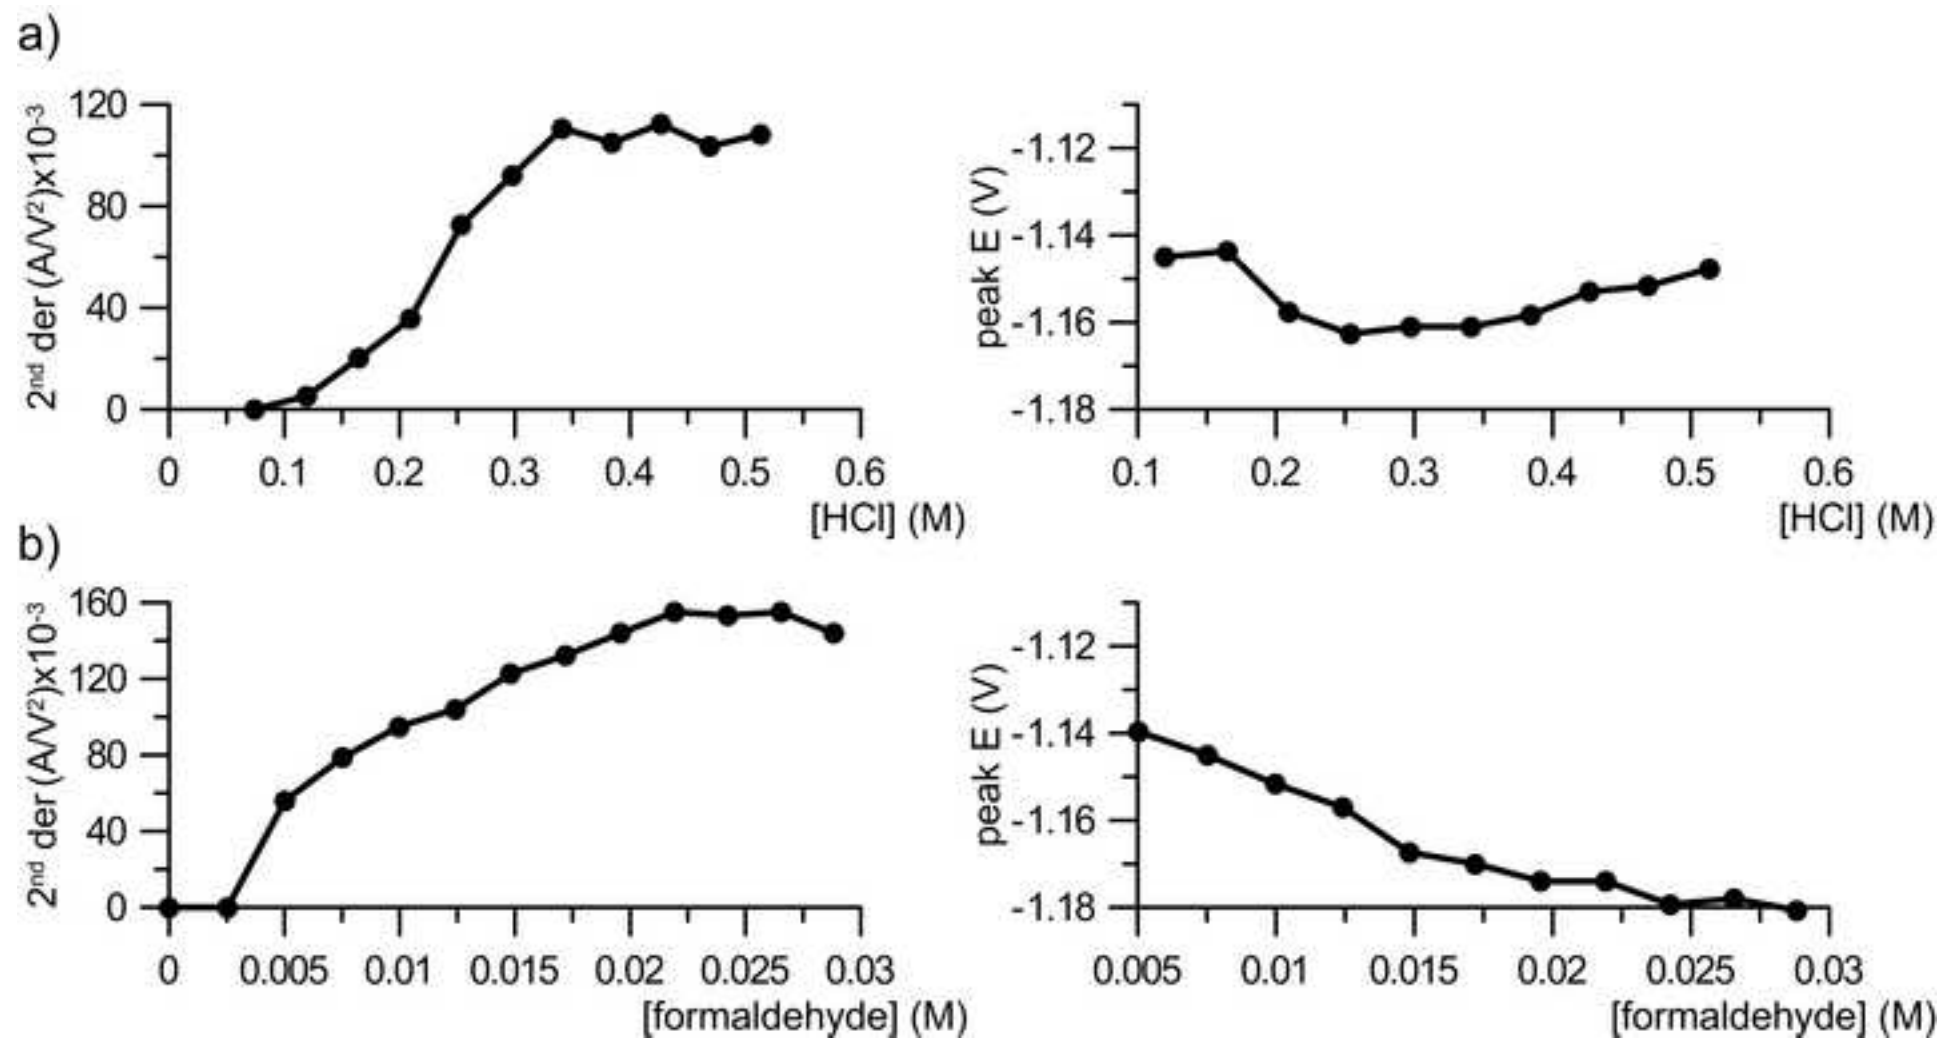 a)
2nd der (A/V2)x10-3
120
80
40
0
0 0.1 0.2 0.3 0.4 0.5 0.6
[HCl] (M)
peak E (V)
-1.12
-1.14
-1.16
-1.18
0.1 0.2 0.3 0.4 0.5 0.6
[HCl] (M)
b)
2nd der (A/V2)x10-3
160
120
80
40
0
0 0.005 0.01 0.015 0.02 0.025 0.03
[formaldehyde] (M)
peak E (V)
-1.12
-1.14
-1.16
-1.18
0.005 0.01 0.015 0.02 0.025 0.03
[formaldehyde] (M)